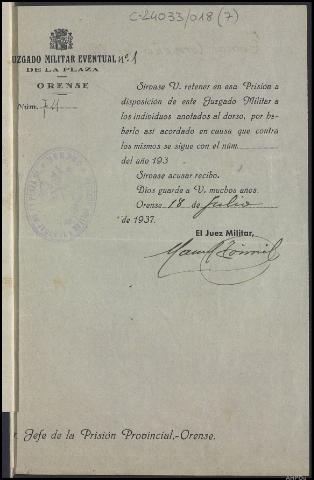 C-24033/018(7)
UZGADO MILITAR EVENTUAL nº 1
DE LA PLAZA
ORENSE
Núm. 74
Sírvase V. retener en esa Prisión a
disposición de este Juzgado Militar a
los individuos anotados al dorso, por ha-
berlo así acordado en causa que contra
los mismos se sigue con el núm.
del año 193
Sírvase acusar recibo.
Dios guarde a V. muchos años.
Orense 18 de Julio
de 1937.
El Juez Militar,
r. Jefe de la Prisión Provincial.-Orense.